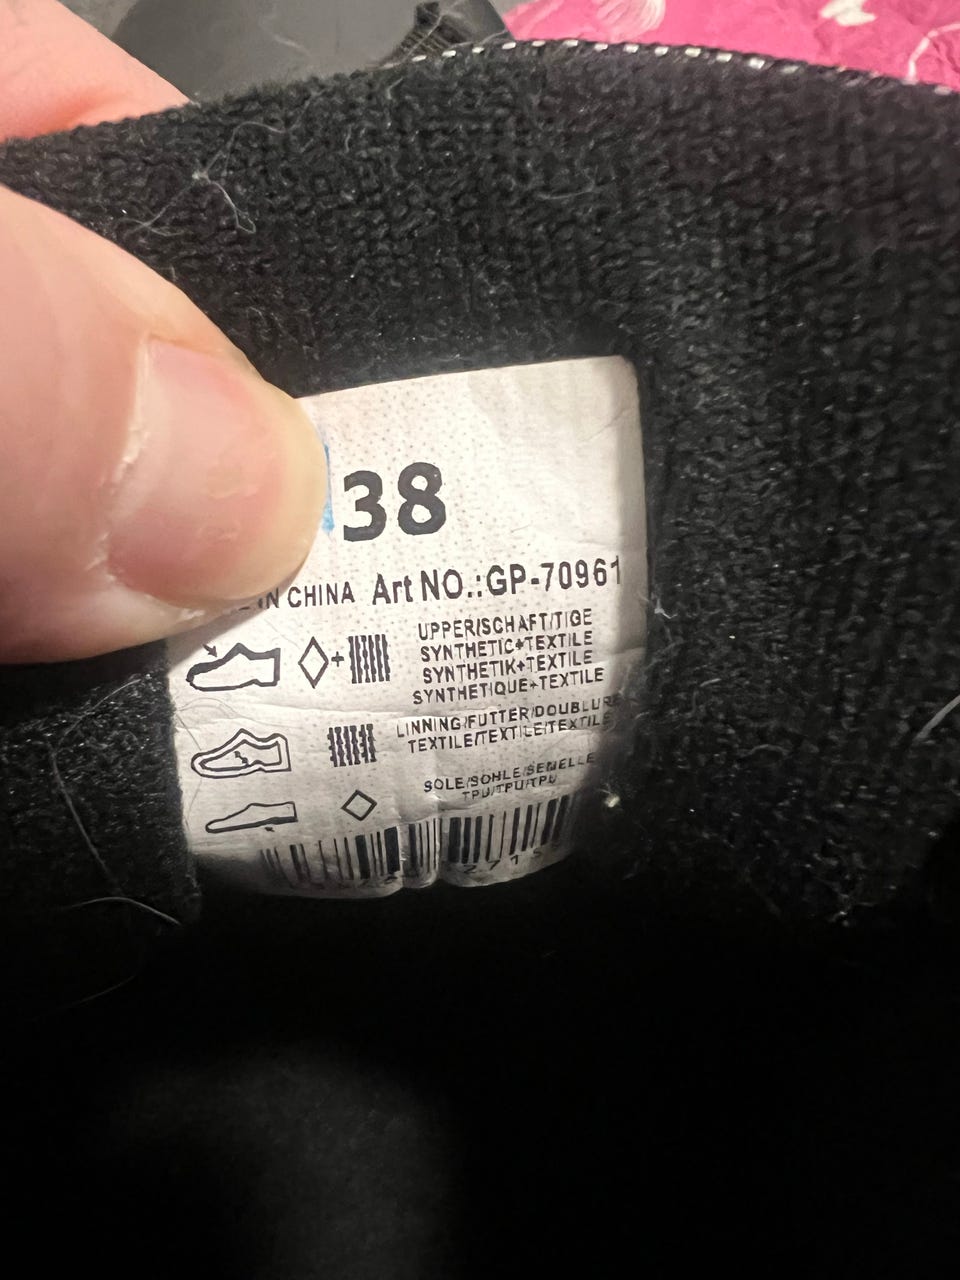 38
IN CHINA Art NO.:GP-70961
UPPER/SCHAFT/TIGE
SYNTHETIC+TEXTILE
SYNTHETIK+TEXTILE
SYNTHETIQUE+TEXTILE
LINNING/FUTTER/DOUBLURE
TEXTILE/TEXTILE/TEXTILE
SOLE/SOHLE/SEMELLE
TPU/TPU/TPU